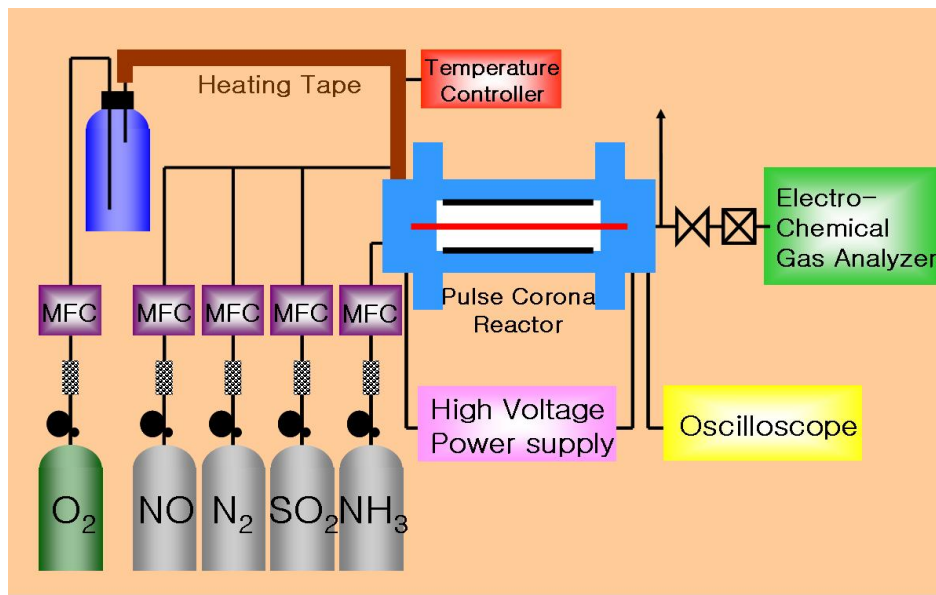 Heating Tape
Temperature
Controller
Electro-
Chemical
Gas Analyzer
Pulse Corona
Reactor
MFC
MFC
MFC
MFC
MFC
High Voltage
Power supply
Oscilloscope
O₂
NO
N₂
SO₂
NH₃